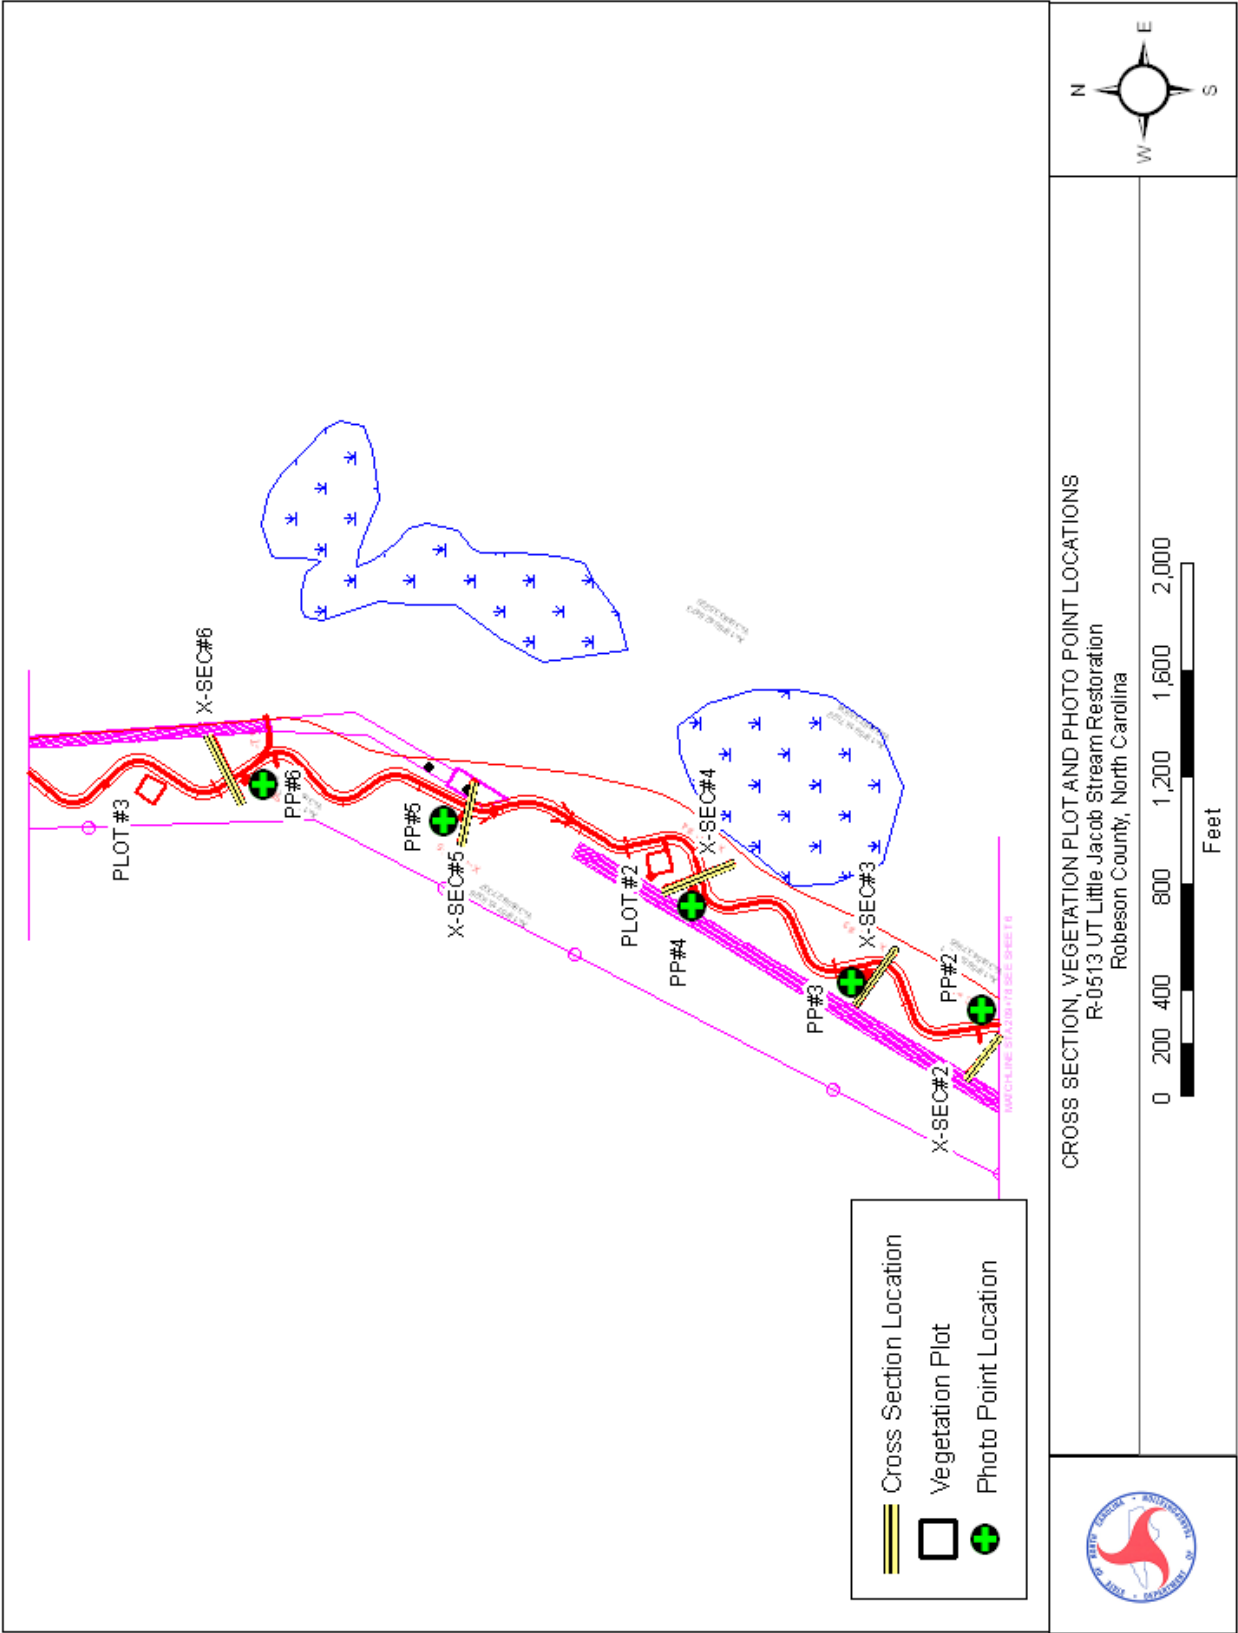 X-SEC#6
PLOT #3
PP#6
PP#5
X-SEC#5
PLOT #2
X-SEC#4
PP#4
X-SEC#3
PP#3
PP#2
X-SEC#2
Cross Section Location
Vegetation Plot
Photo Point Location
CROSS SECTION, VEGETATION PLOT AND PHOTO POINT LOCATIONS
R-0513 UT Little Jacob Stream Restoration
Robeson County, North Carolina
0 200 400 800 1,200 1,600 2,000
Feet
N
W E
S